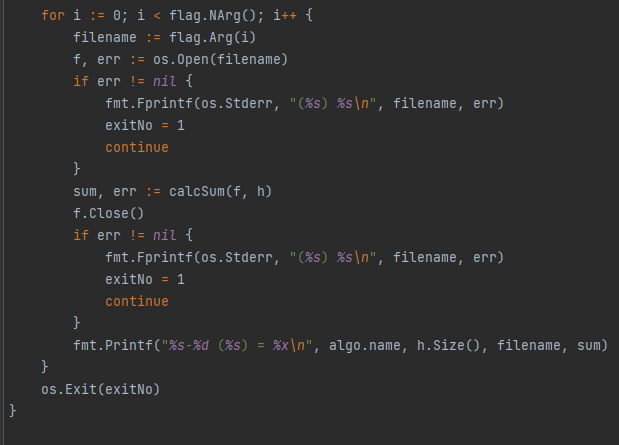 for i := 0; i < flag.NArg(); i++ {
    filename := flag.Arg(i)
    f, err := os.Open(filename)
    if err != nil {
        fmt.Fprintf(os.Stderr, "(%s) %s\n", filename, err)
        exitNo = 1
        continue
    }
    sum, err := calcSum(f, h)
    f.Close()
    if err != nil {
        fmt.Fprintf(os.Stderr, "(%s) %s\n", filename, err)
        exitNo = 1
        continue
    }
    fmt.Printf("%s-%d (%s) = %x\n", algo.name, h.Size(), filename, sum)
}
os.Exit(exitNo)
}